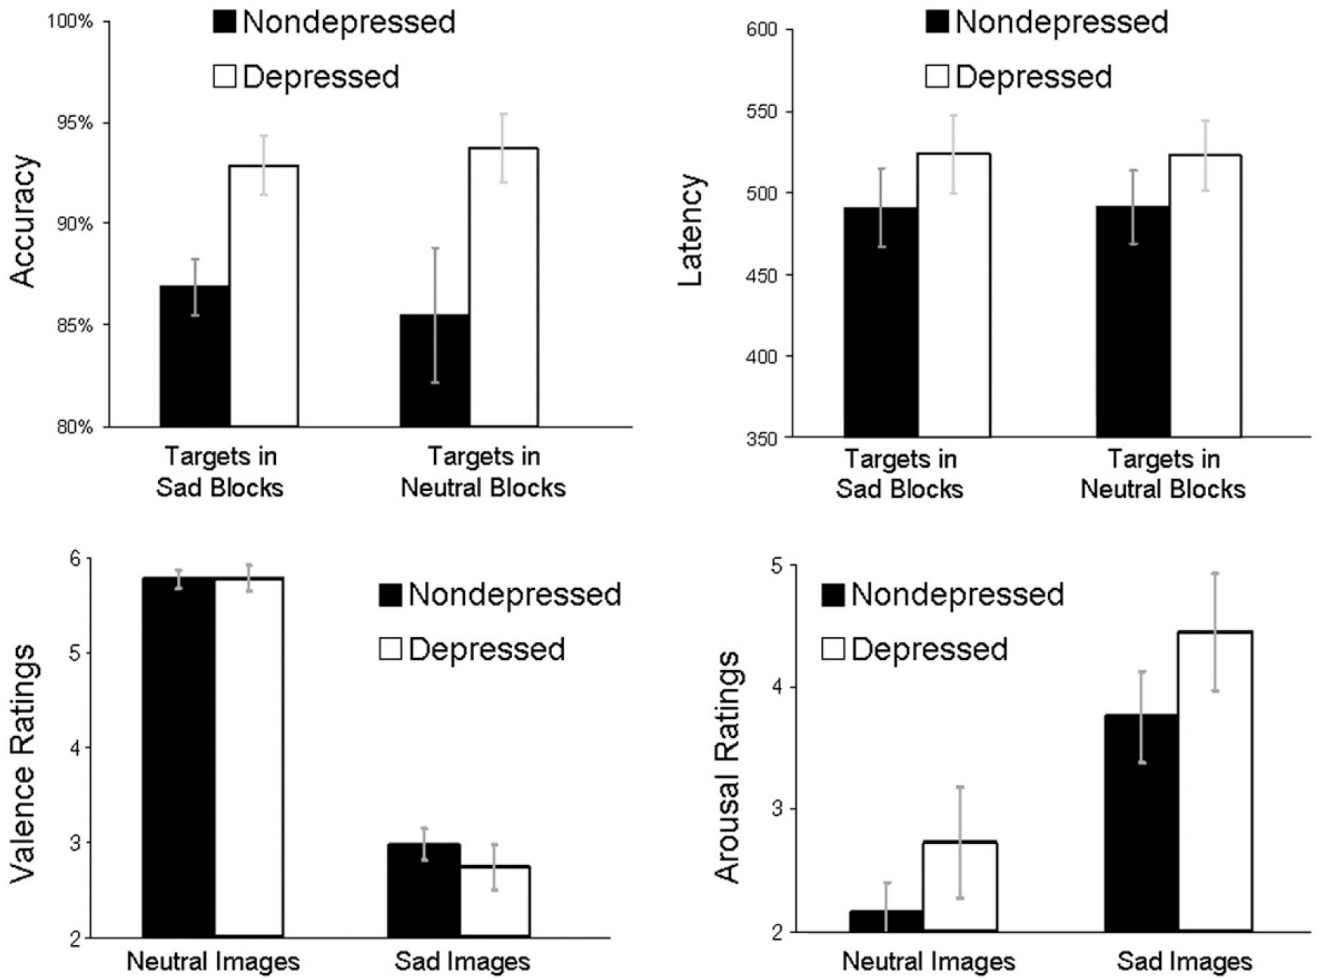 Nondepressed
Depressed
Accuracy
100%
95%
90%
85%
80%
Targets in
Sad Blocks
Targets in
Neutral Blocks
Nondepressed
Depressed
Latency
600
550
500
450
400
350
Targets in
Sad Blocks
Targets in
Neutral Blocks
Nondepressed
Depressed
Valence Ratings
6
5
4
3
2
Neutral Images
Sad Images
Nondepressed
Depressed
Arousal Ratings
5
4
3
2
Neutral Images
Sad Images